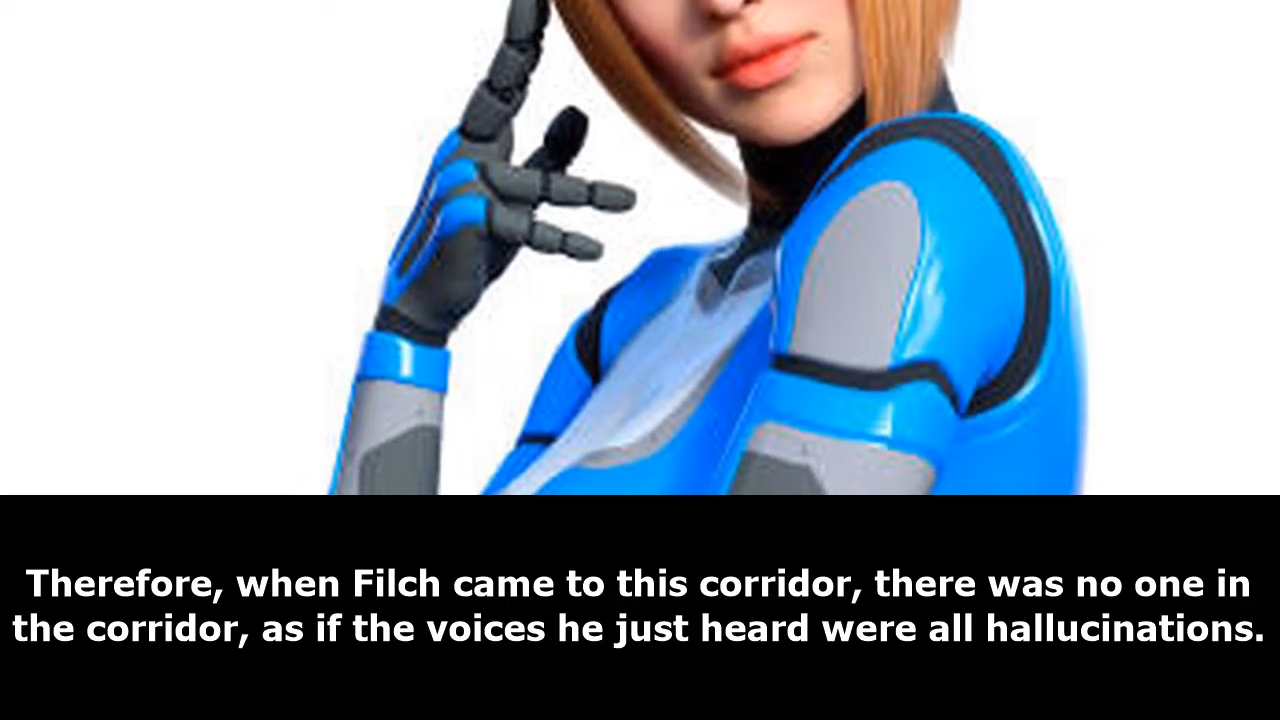 Therefore, when Filch came to this corridor, there was no one in
the corridor, as if the voices he just heard were all hallucinations.